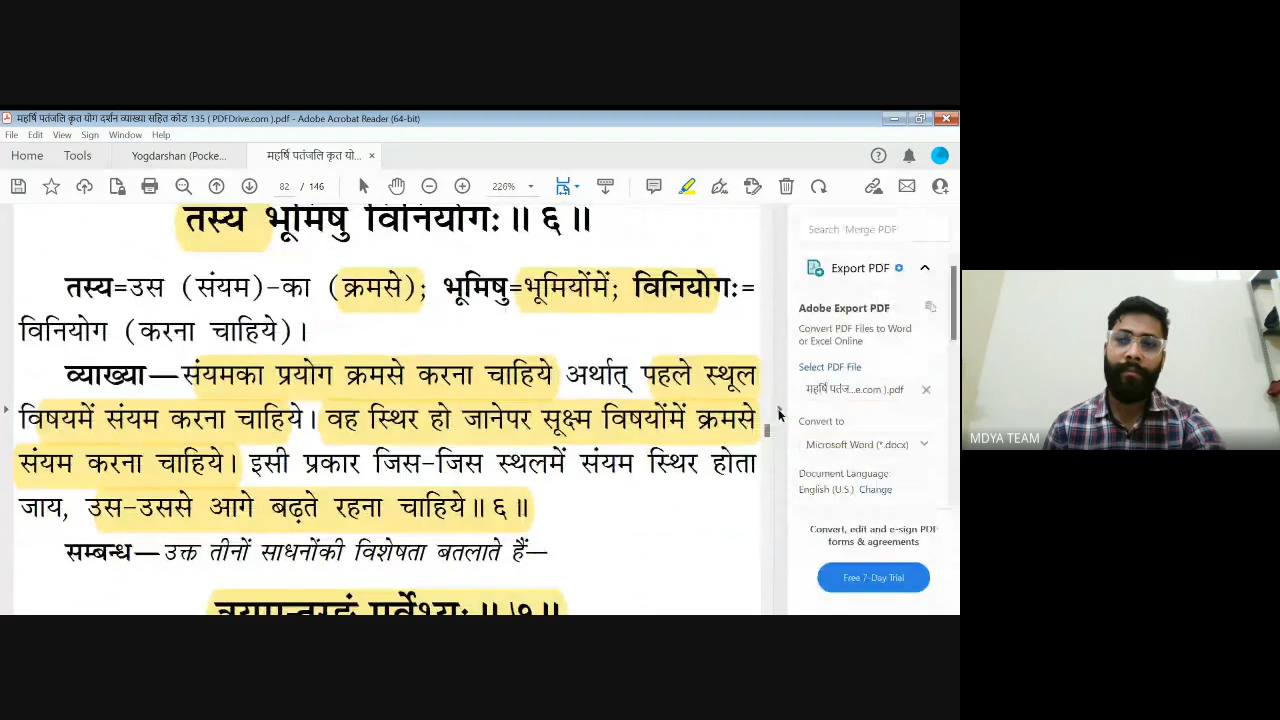 महर्षि पतंजलि कृत योग दर्शन व्याख्या सहित कोठ 135 ( PDFDrive.com ).pdf - Adobe Acrobat Reader (64-bit)
File Edit View Sign Window Help
Home Tools Yogdarshan (Pocke... महर्षि पतंजलि कृत यो... ×
82 / 146 226%
तस्य भूमिषु विनियोगः॥ ६॥
तस्य=उस (संयम)-का (क्रमसे); भूमिषु=भूमियोंमें; विनियोगः=
विनियोग (करना चाहिये)।
व्याख्या—संयमका प्रयोग क्रमसे करना चाहिये अर्थात् पहले स्थूल
विषयमें संयम करना चाहिये। वह स्थिर हो जानेपर सूक्ष्म विषयोंमें क्रमसे
संयम करना चाहिये। इसी प्रकार जिस-जिस स्थलमें संयम स्थिर होता
जाय, उस-उससे आगे बढ़ते रहना चाहिये॥ ६॥
सम्बन्ध—उक्त तीनों साधनोंकी विशेषता बतलाते हैं—
त्रयमन्तरङ्गं पूर्वेभ्यः॥ ७॥
Search 'Merge PDF'
Export PDF
Adobe Export PDF
Convert PDF Files to Word
or Excel Online
Select PDF File
महर्षि पतंज...e.com ).pdf
Convert to
Microsoft Word (*.docx)
Document Language:
English (U.S.) Change
Convert, edit and e-sign PDF
forms & agreements
Free 7-Day Trial
MDYA TEAM